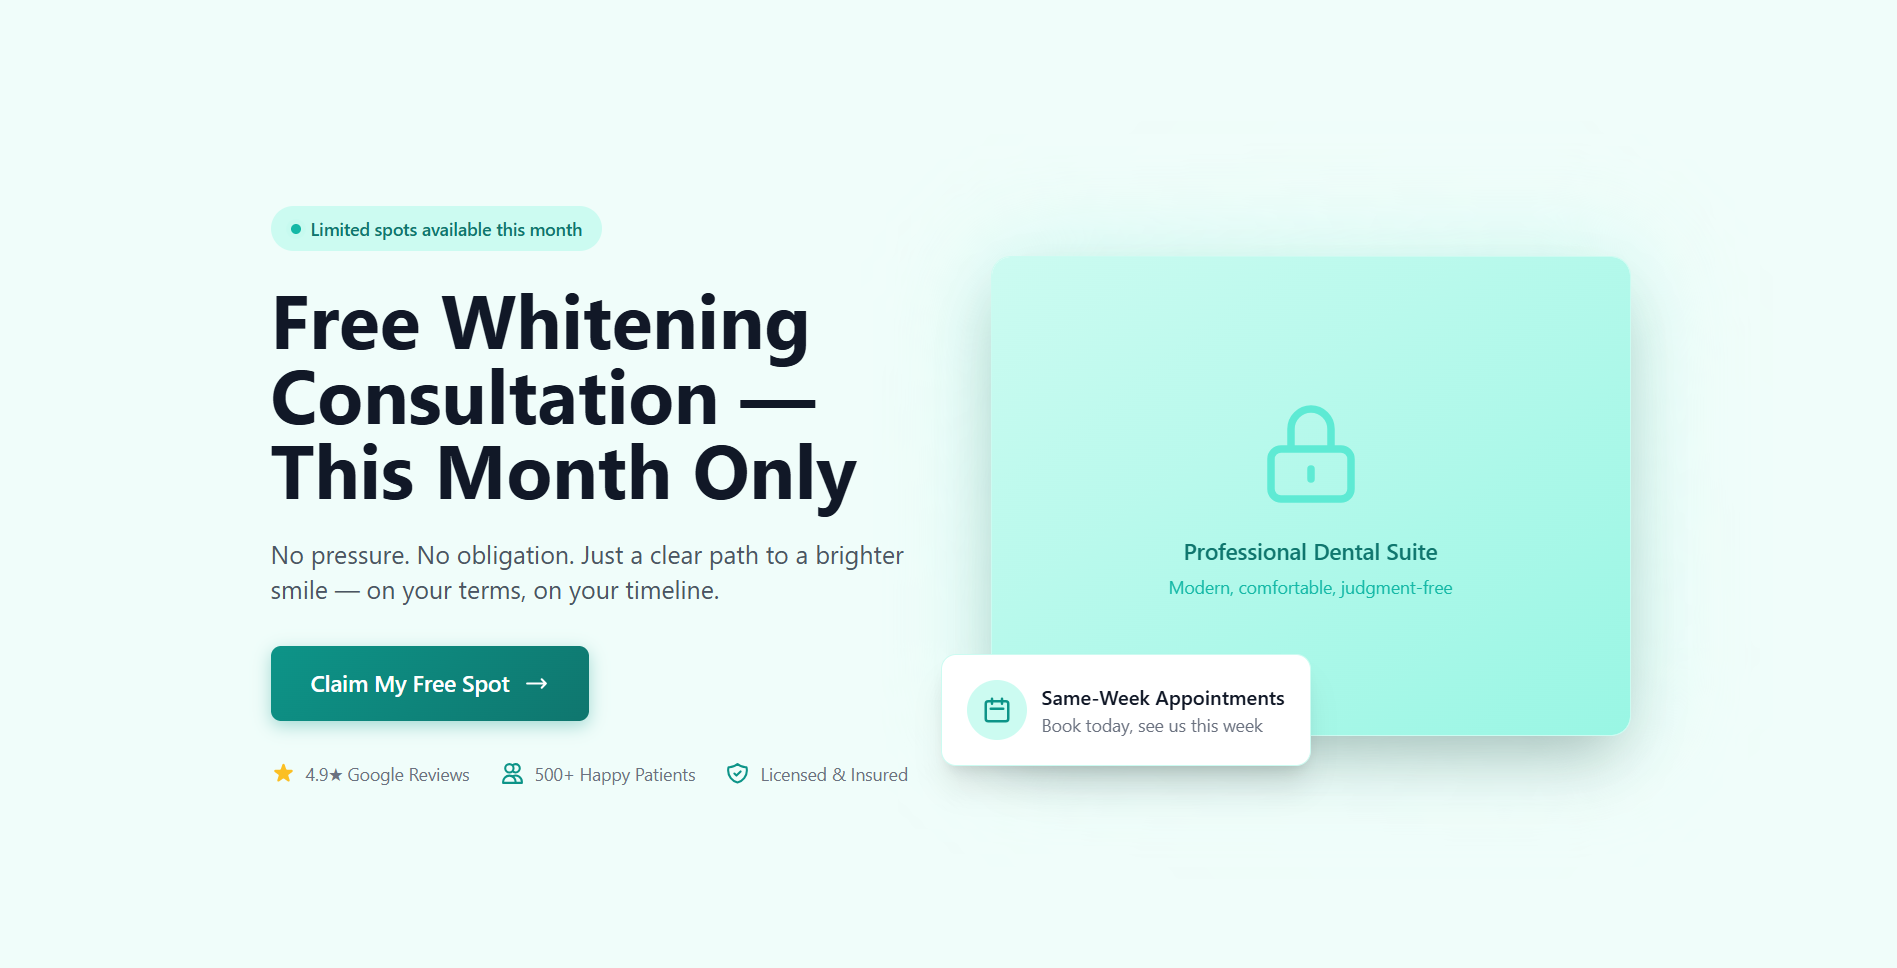 Limited spots available this month
Free Whitening
Consultation —
This Month Only
No pressure. No obligation. Just a clear path to a brighter
smile — on your terms, on your timeline.
Claim My Free Spot →
4.9★ Google Reviews
500+ Happy Patients
Licensed & Insured
Professional Dental Suite
Modern, comfortable, judgment-free
Same-Week Appointments
Book today, see us this week